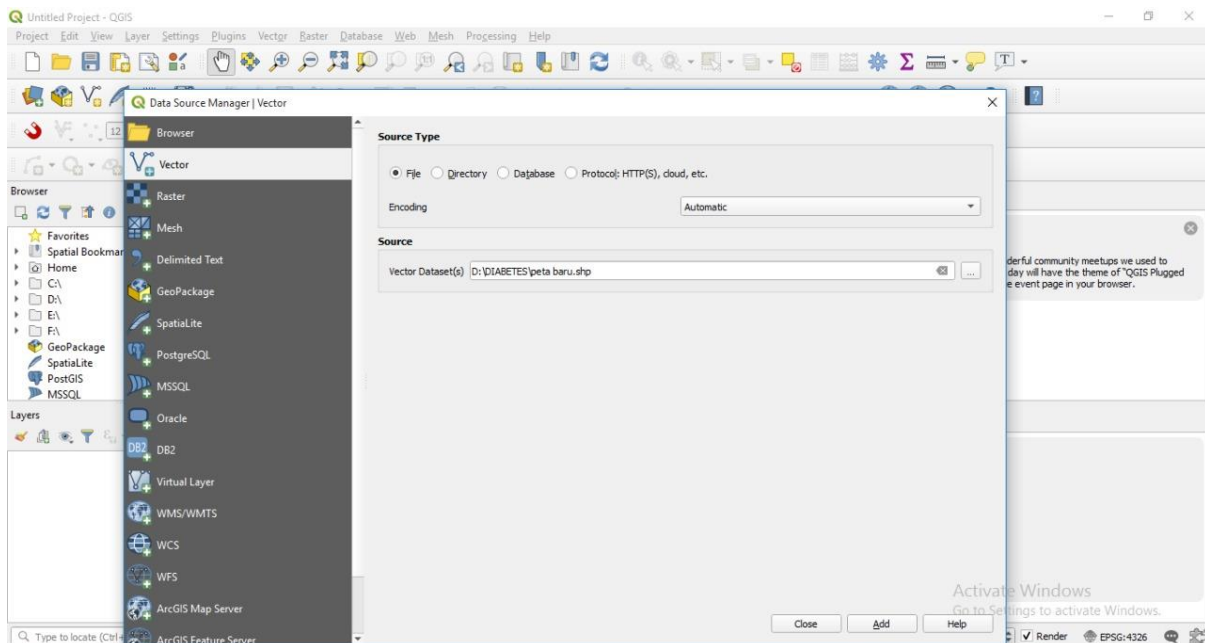 Untitled Project - QGIS
Project Edit View Layer Settings Plugins Vector Raster Database Web Mesh Processing Help
Data Source Manager | Vector
12
Browser
Vector
Raster
Mesh
Delimited Text
GeoPackage
SpatiaLite
PostgreSQL
MSSQL
Oracle
DB2
DB2
Virtual Layer
WMS/WMTS
WCS
WFS
ArcGIS Map Server
ArcGIS Feature Server
Source Type
File Directory Database Protocol: HTTP(S), cloud, etc.
Encoding Automatic
Source
Vector Dataset(s) D:\DIABETES\peta baru.shp ...
Close Add Help
Browser
Favorites
Spatial Bookmar
Home
C:\
D:\
E:\
F:\
GeoPackage
SpatiaLite
PostGIS
MSSQL
Layers
derful community meetups we used to
day will have the theme of "QGIS Plugged
e event page in your browser.
Activate Windows
Go to Settings to activate Windows.
Type to locate (Ctrl+
Render EPSG:4326